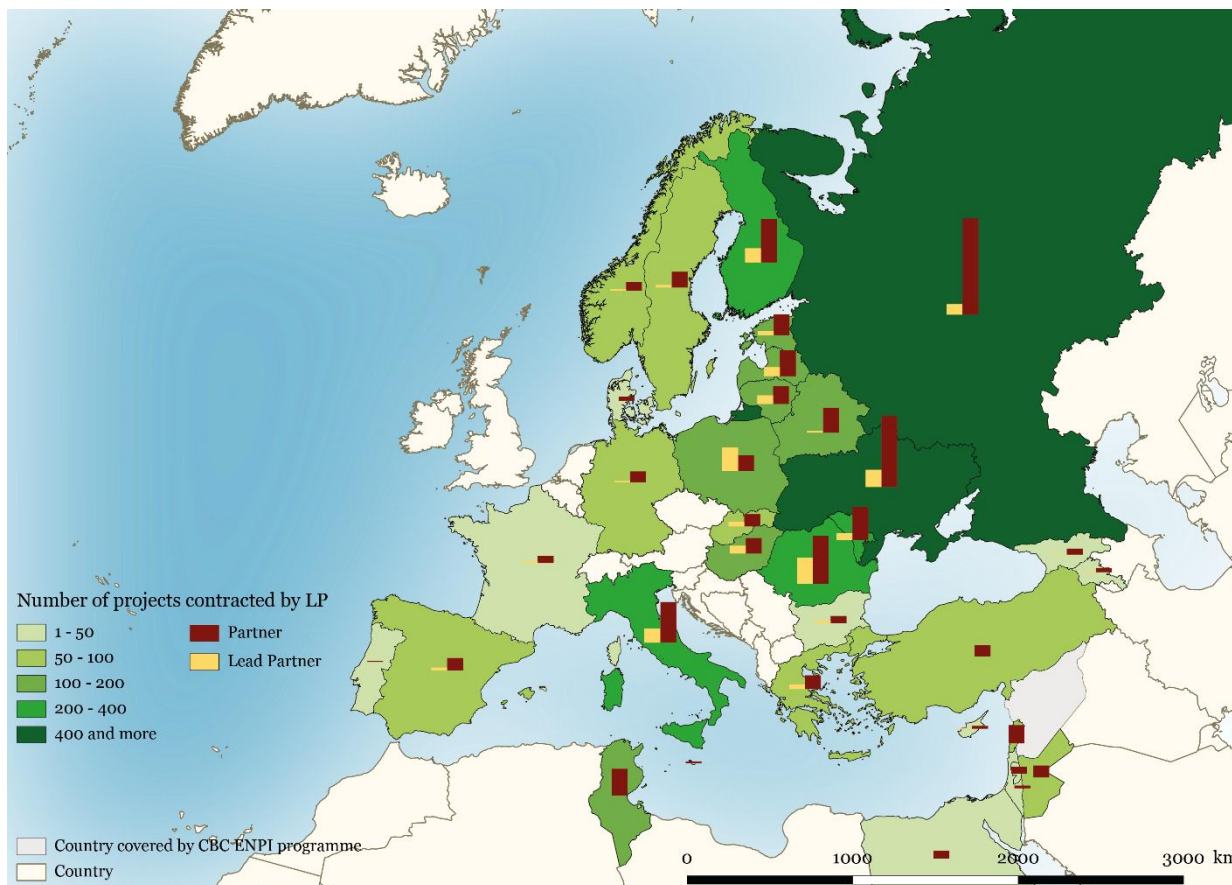 Number of projects contracted by LP
1 - 50
50 - 100
100 - 200
200 - 400
400 and more
Partner
Lead Partner
Country covered by CBC ENPI programme
Country
0 1000 2000 3000 km